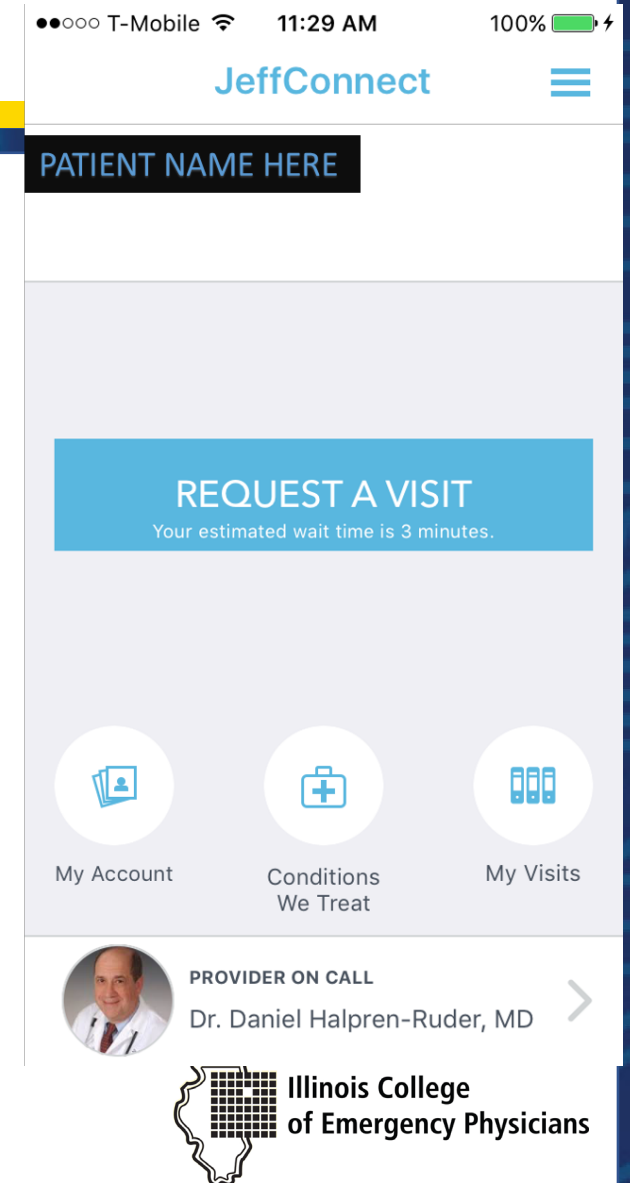 T-Mobile 11:29 AM 100%
JeffConnect
PATIENT NAME HERE
REQUEST A VISIT
Your estimated wait time is 3 minutes.
My Account
Conditions
We Treat
My Visits
PROVIDER ON CALL
Dr. Daniel Halpren-Ruder, MD
Illinois College
of Emergency Physicians